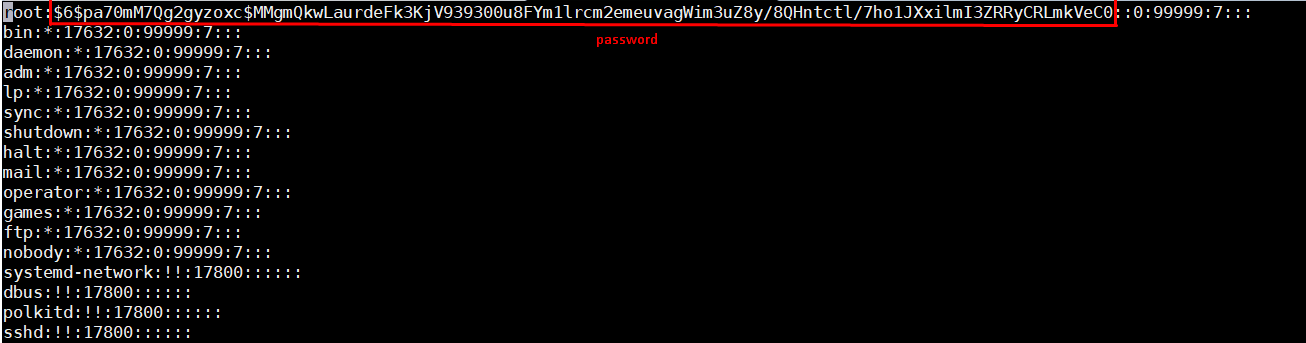 root:$6$pa70mM7Qg2gyzoxc$MMgmQkwLaurdeFk3KjV939300u8FYm1lrcm2emeuvagWim3uZ8y/8QHntctl/7ho1JXxilmI3ZRRyCRLmkVeC0::0:99999:7:::
password
bin:*:17632:0:99999:7:::
daemon:*:17632:0:99999:7:::
adm:*:17632:0:99999:7:::
lp:*:17632:0:99999:7:::
sync:*:17632:0:99999:7:::
shutdown:*:17632:0:99999:7:::
halt:*:17632:0:99999:7:::
mail:*:17632:0:99999:7:::
operator:*:17632:0:99999:7:::
games:*:17632:0:99999:7:::
ftp:*:17632:0:99999:7:::
nobody:*:17632:0:99999:7:::
systemd-network:!!:17800::::::
dbus:!!:17800::::::
polkitd:!!:17800::::::
sshd:!!:17800::::::